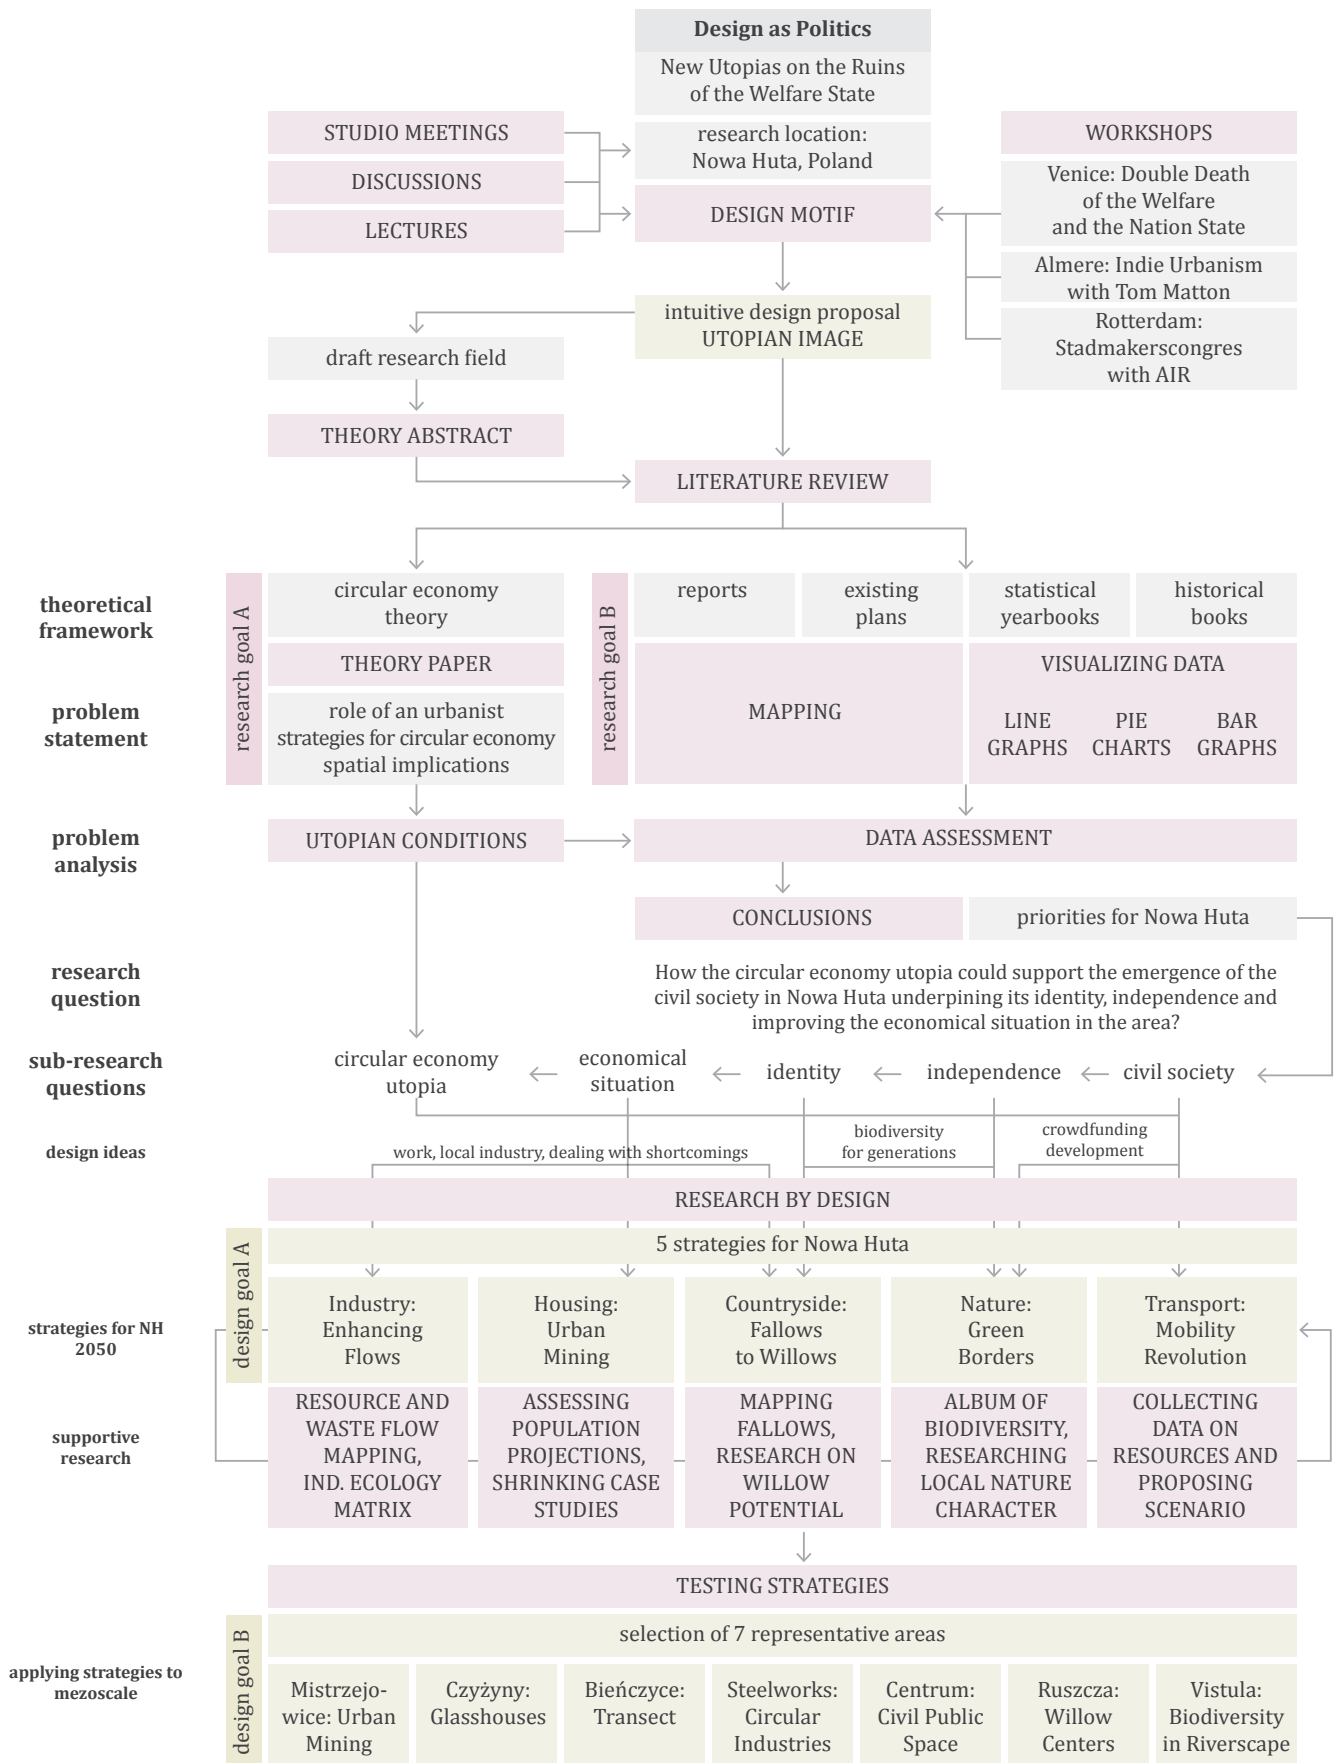 Design as Politics
New Utopias on the Ruins
of the Welfare State
research location:
Nowa Huta, Poland
STUDIO MEETINGS
DISCUSSIONS
LECTURES
DESIGN MOTIF
WORKSHOPS
Venice: Double Death
of the Welfare
and the Nation State
Almere: Indie Urbanism
with Tom Matton
Rotterdam:
Stadmakerscongres
with AIR
intuitive design proposal
UTOPIAN IMAGE
draft research field
THEORY ABSTRACT
LITERATURE REVIEW
theoretical
framework
research goal A
circular economy
theory
THEORY PAPER
research goal B
reports
existing
plans
statistical
yearbooks
historical
books
problem
statement
role of an urbanist
strategies for circular economy
spatial implications
MAPPING
VISUALIZING DATA
LINE
GRAPHS
PIE
CHARTS
BAR
GRAPHS
problem
analysis
UTOPIAN CONDITIONS
DATA ASSESSMENT
CONCLUSIONS
priorities for Nowa Huta
research
question
How the circular economy utopia could support the emergence of the
civil society in Nowa Huta underpining its identity, independence and
improving the economical situation in the area?
sub-research
questions
circular economy
utopia
economical
situation
identity
independence
civil society
design ideas
work, local industry, dealing with shortcomings
biodiversity
for generations
crowdfunding
development
RESEARCH BY DESIGN
design goal A
5 strategies for Nowa Huta
strategies for NH
2050
Industry:
Enhancing
Flows
Housing:
Urban
Mining
Countryside:
Fallows
to Willows
Nature:
Green
Borders
Transport:
Mobility
Revolution
supportive
research
RESOURCE AND
WASTE FLOW
MAPPING,
IND. ECOLOGY
MATRIX
ASSESSING
POPULATION
PROJECTIONS,
SHRINKING CASE
STUDIES
MAPPING
FALLOWS,
RESEARCH ON
WILLOW
POTENTIAL
ALBUM OF
BIODIVERSITY,
RESEARCHING
LOCAL NATURE
CHARACTER
COLLECTING
DATA ON
RESOURCES AND
PROPOSING
SCENARIO
TESTING STRATEGIES
design goal B
selection of 7 representative areas
applying strategies to
mezoscale
Mistrzejo-
wice: Urban
Mining
Czyżyny:
Glasshouses
Bieńczyce:
Transect
Steelworks:
Circular
Industries
Centrum:
Civil Public
Space
Ruszcza:
Willow
Centers
Vistula:
Biodiversity
in Riverscape